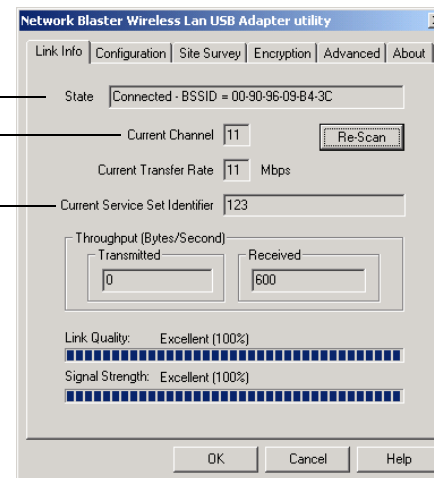 Network Blaster Wireless Lan USB Adapter utility
Link Info Configuration Site Survey Encryption Advanced About
State Connected - BSSID = 00-90-96-09-B4-3C
Current Channel 11 Re-Scan
Current Transfer Rate 11 Mbps
Current Service Set Identifier 123
Throughput (Bytes/Second)
Transmitted Received
0 600
Link Quality: Excellent (100%)
Signal Strength: Excellent (100%)
OK Cancel Help